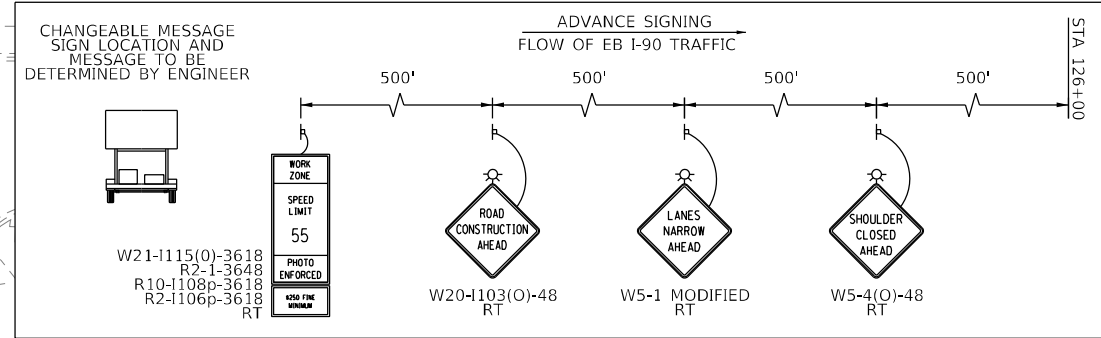 CHANGEABLE MESSAGE
SIGN LOCATION AND
MESSAGE TO BE
DETERMINED BY ENGINEER
ADVANCE SIGNING
FLOW OF EB I-90 TRAFFIC
500'
500'
500'
500'
STA 126+00
WORK
ZONE
SPEED
LIMIT
55
PHOTO
ENFORCED
$250 FINE
MINIMUM
W21-I115(0)-3618
R2-1-3648
R10-I108p-3618
R2-I106p-3618
RT
ROAD
CONSTRUCTION
AHEAD
W20-I103(O)-48
RT
LANES
NARROW
AHEAD
W5-1 MODIFIED
RT
SHOULDER
CLOSED
AHEAD
W5-4(O)-48
RT